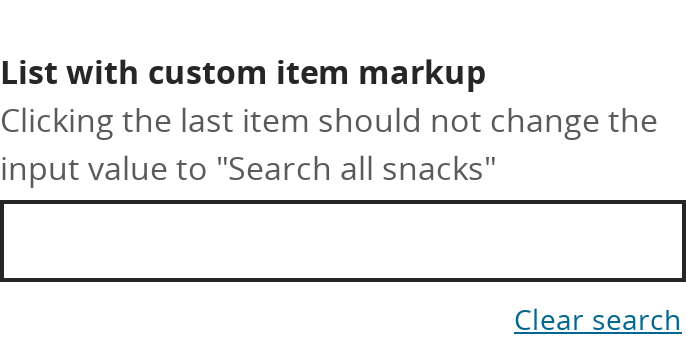 List with custom item markup
Clicking the last item should not change the
input value to "Search all snacks"
Clear search